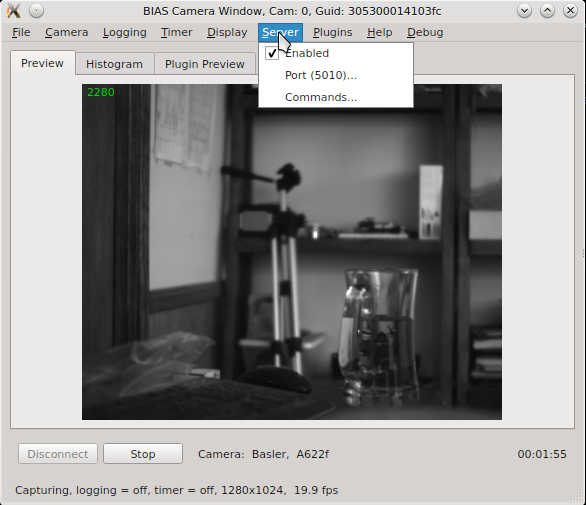 BIAS Camera Window, Cam: 0, Guid: 305300014103fc
File Camera Logging Timer Display Server Plugins Help Debug
Enabled
Port (5010)...
Commands...
Preview Histogram Plugin Preview
2280
Disconnect Stop Camera: Basler, A622f 00:01:55
Capturing, logging = off, timer = off, 1280x1024, 19.9 fps